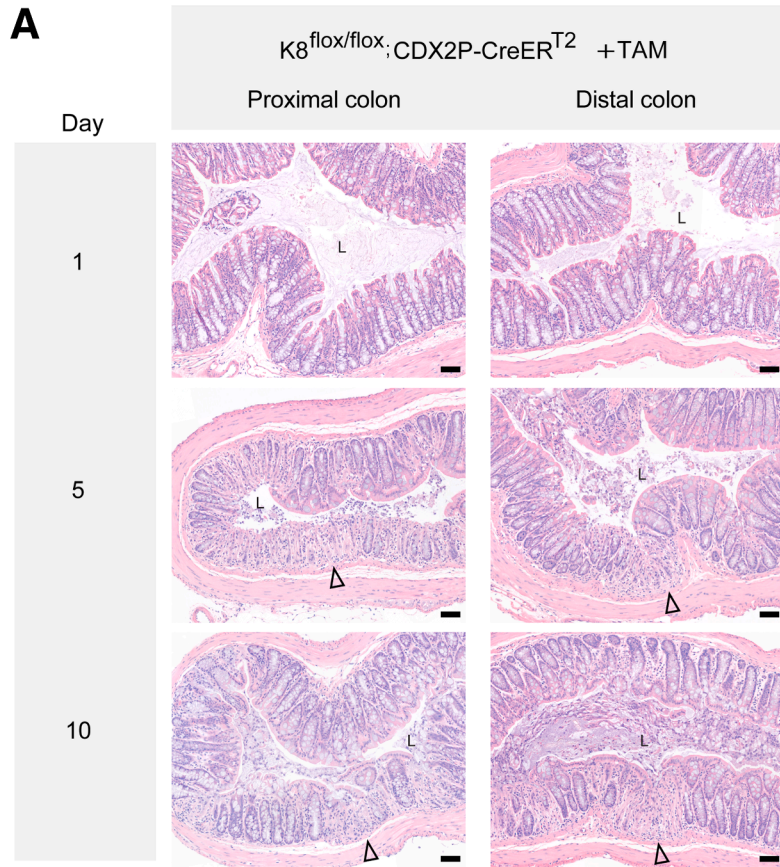 A
K8flox/flox;CDX2P-CreERT2 +TAM
Proximal colon Distal colon
Day
1
L
L
5
L
L
10
L
L